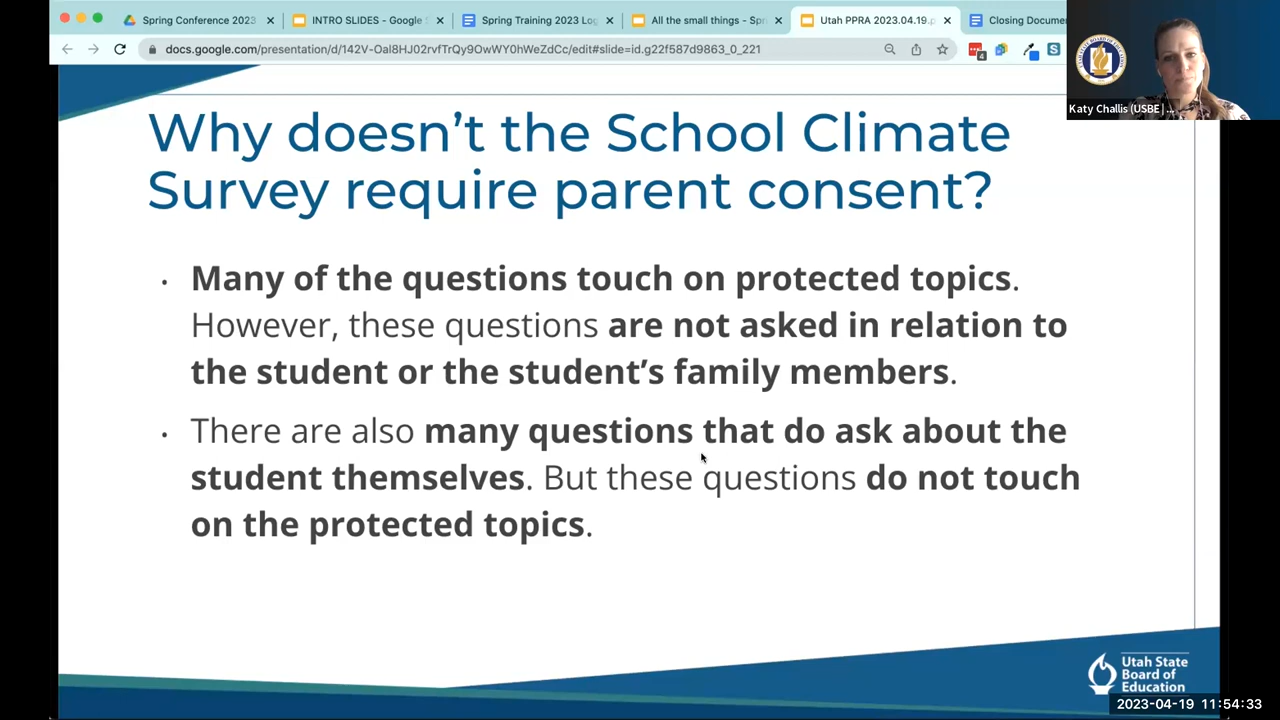 Spring Conference 2023
INTRO SLIDES - Google S
Spring Training 2023 Log
All the small things - Spri
Utah PPRA 2023.04.19.p
Closing Docume
docs.google.com/presentation/d/
edit#slide=id.g22f587d9863_0_221
4
S
Katy Challis (USBE | ...
Why doesn't the School Climate
Survey require parent consent?
• Many of the questions touch on protected topics.
However, these questions are not asked in relation to
the student or the student's family members.
• There are also many questions that do ask about the
student themselves. But these questions do not touch
on the protected topics.
Utah State
Board of
Education
2023-04-19 11:54:33